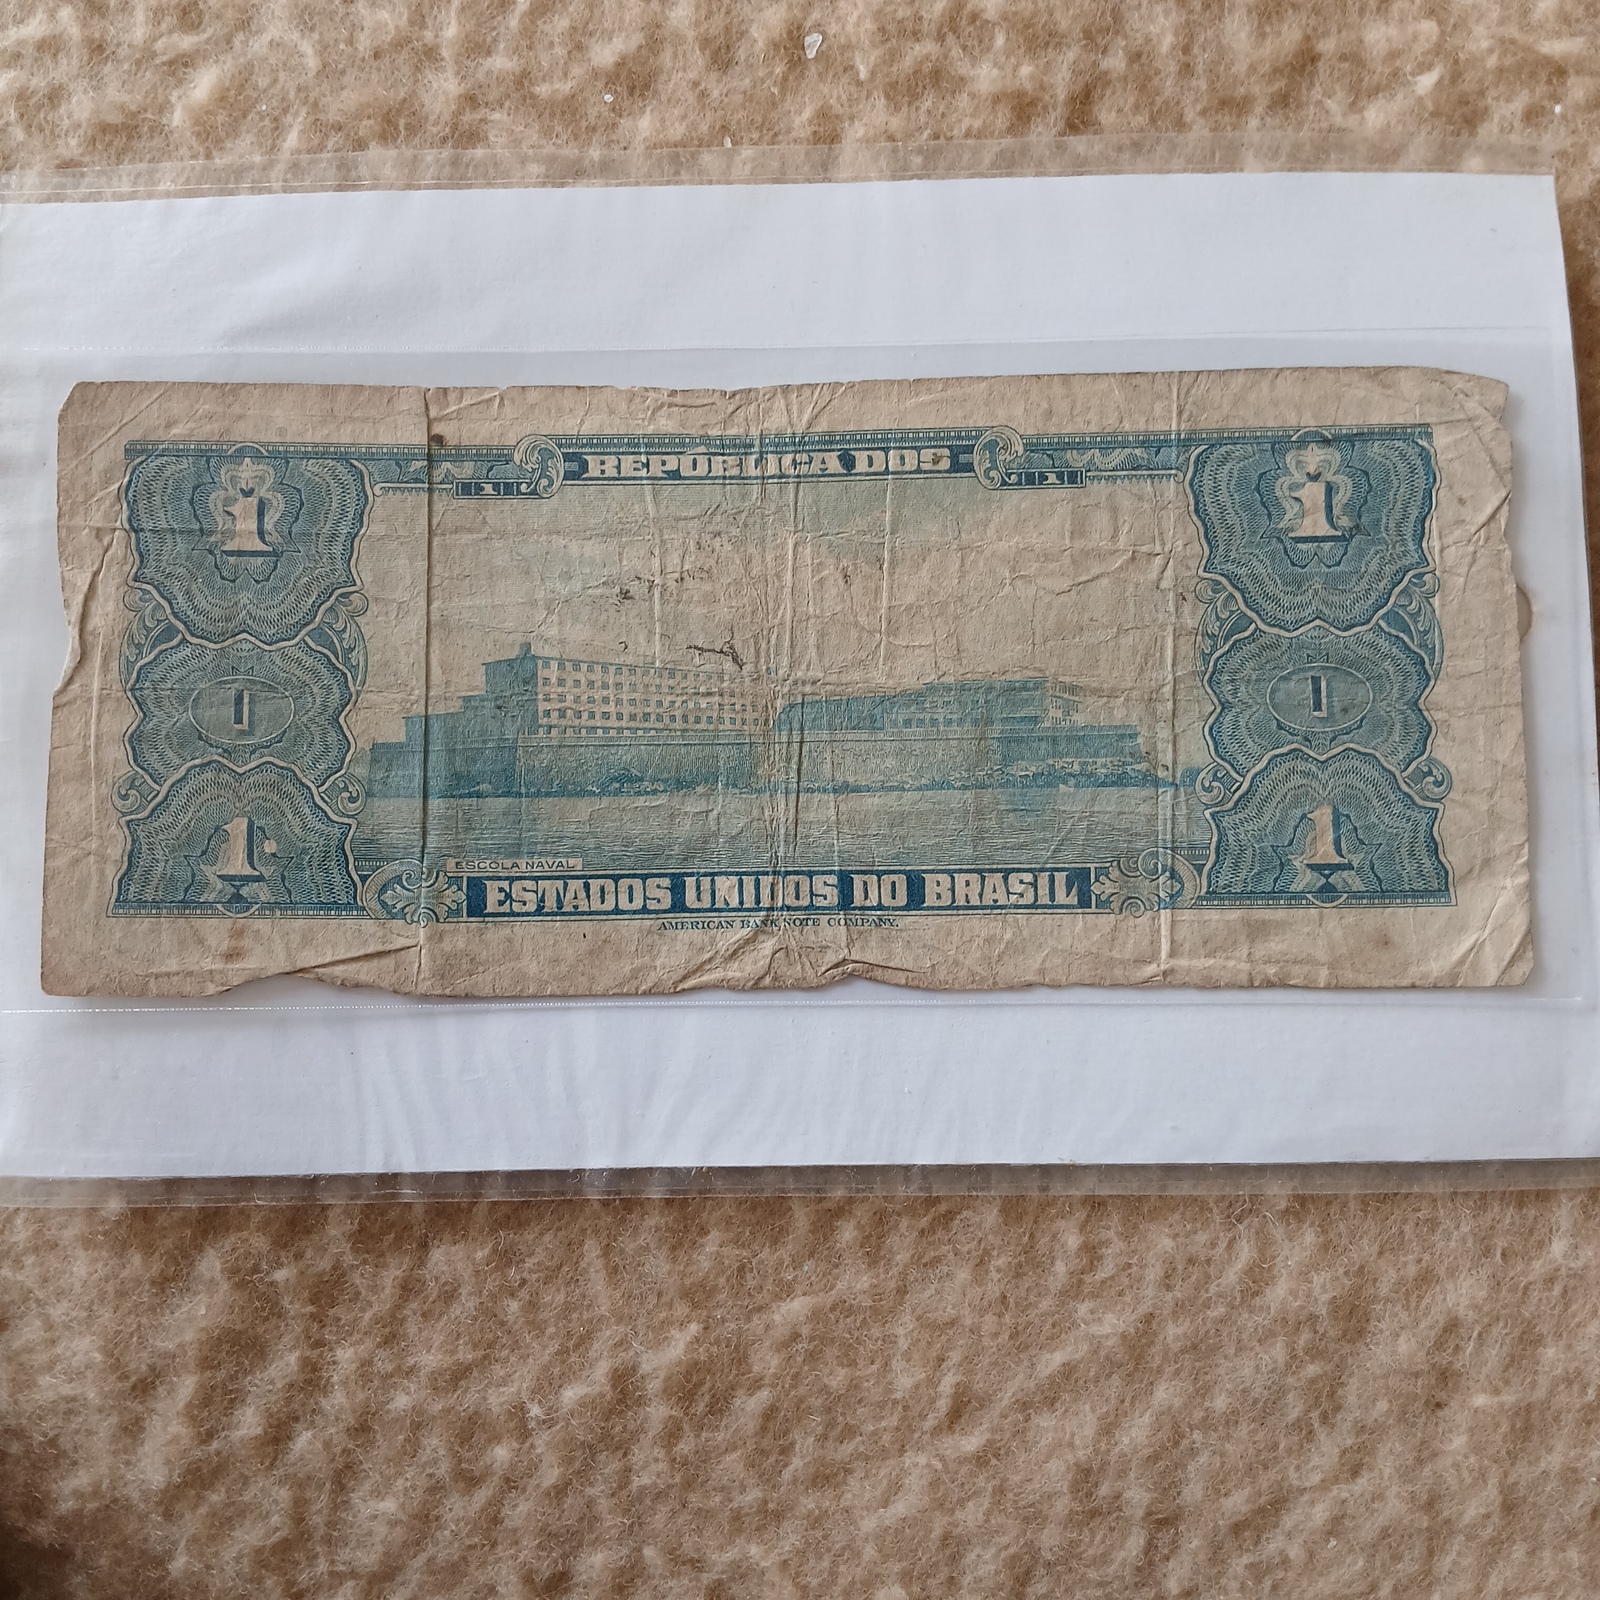 REPÚBLICA DOS
1 1
1 1
1 1
1 1
ESCOLA NAVAL
ESTADOS UNIDOS DO BRASIL
AMERICAN BANK NOTE COMPANY.